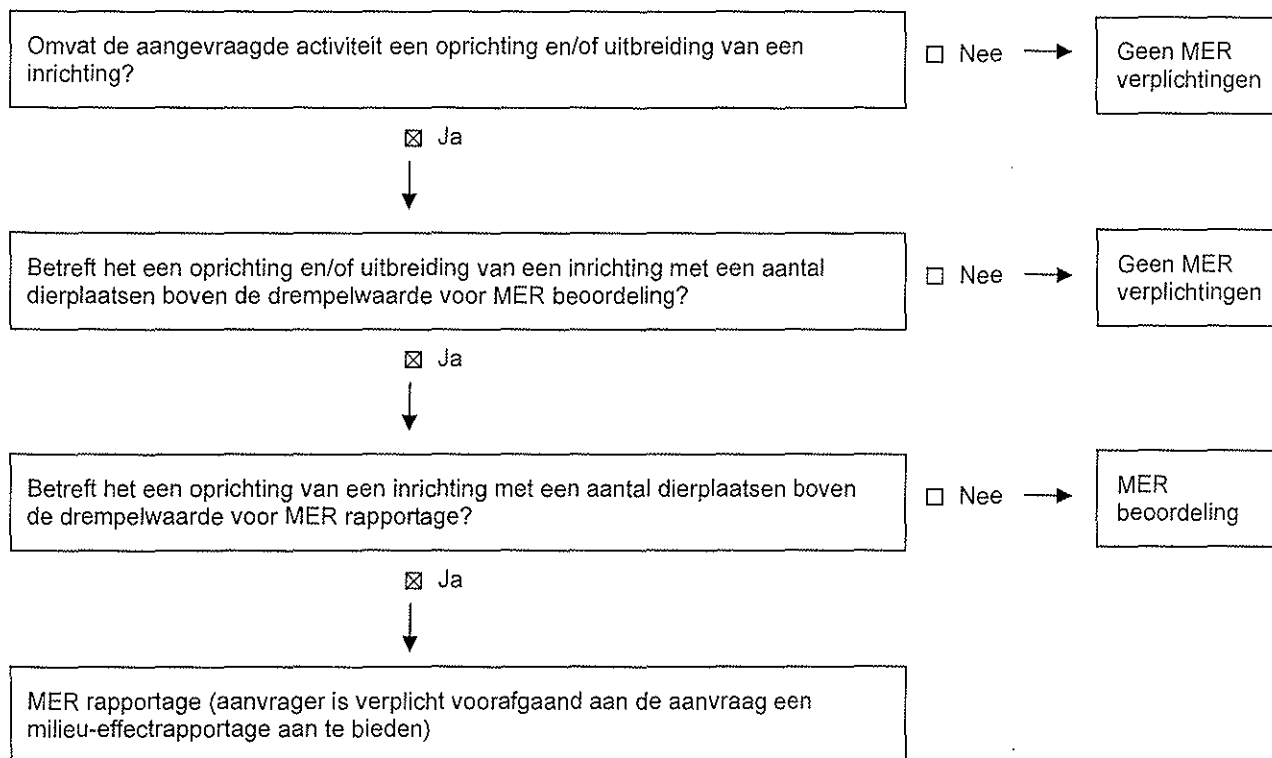 Omvat de aangevraagde activiteit een oprichting en/of uitbreiding van een
inrichting?
☐ Nee
Geen MER
verplichtingen
☒ Ja
Betreft het een oprichting en/of uitbreiding van een inrichting met een aantal
dierplaatsen boven de drempelwaarde voor MER beoordeling?
☐ Nee
Geen MER
verplichtingen
☒ Ja
Betreft het een oprichting van een inrichting met een aantal dierplaatsen boven
de drempelwaarde voor MER rapportage?
☐ Nee
MER
beoordeling
☒ Ja
MER rapportage (aanvrager is verplicht voorafgaand aan de aanvraag een
milieu-effectrapportage aan te bieden)